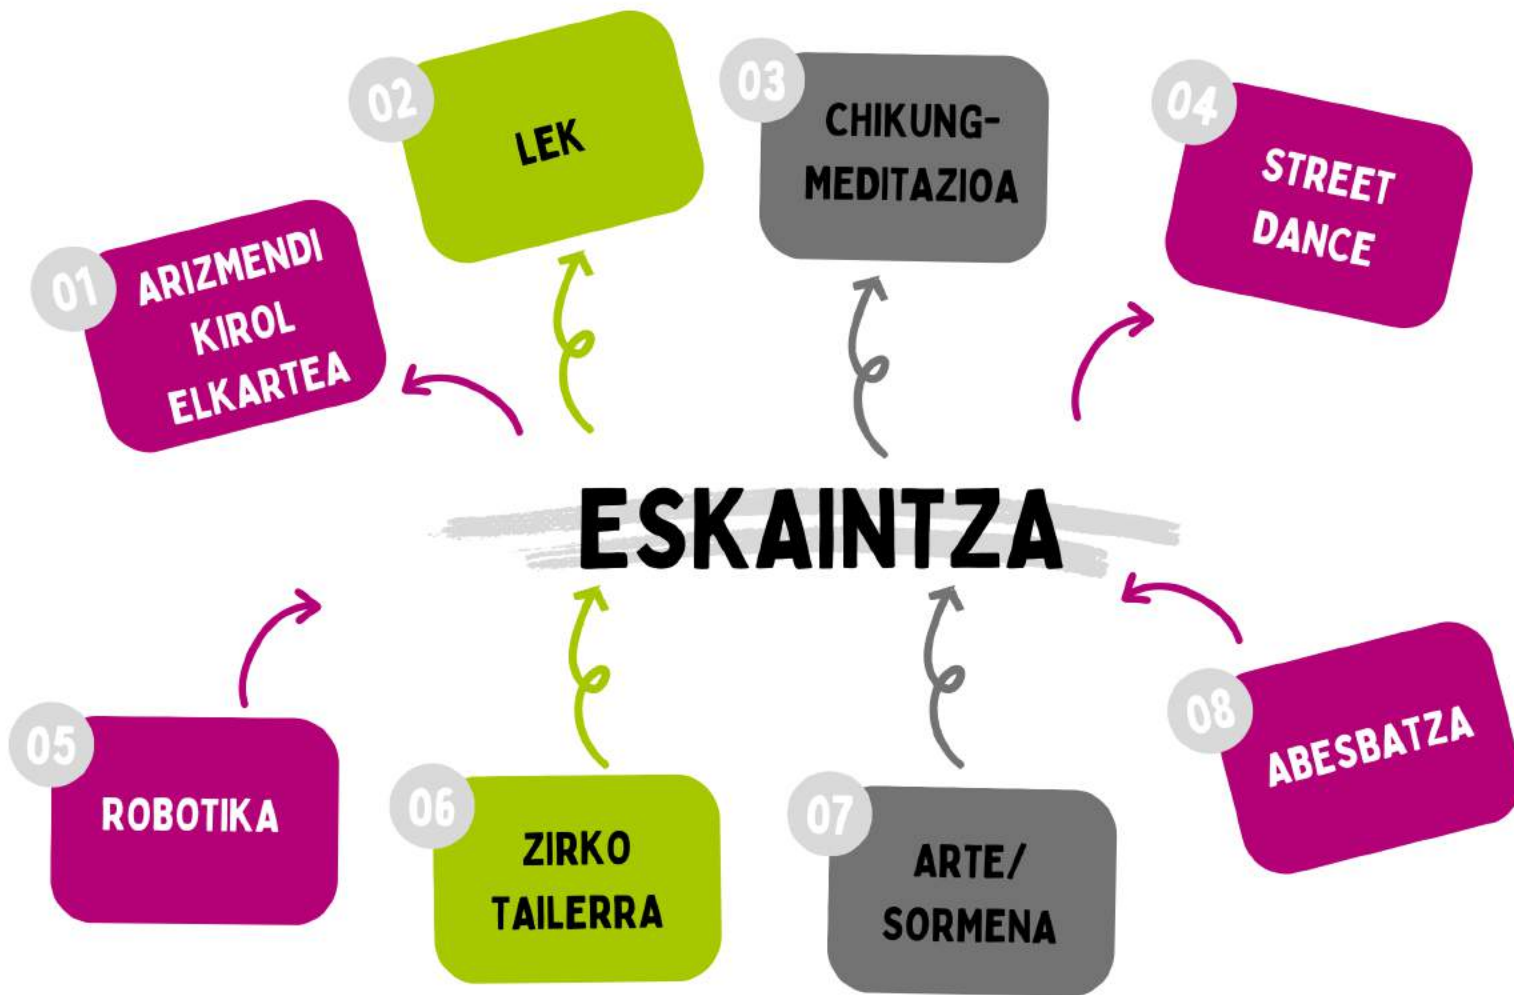 01
ARIZMENDI
KIROL
ELKARTEA
02
LEK
03
CHIKUNG-
MEDITAZIOA
04
STREET
DANCE
ESKAINTZA
05
ROBOTIKA
06
ZIRKO
TAILERRA
07
ARTE/
SORMENA
08
ABESBATZA